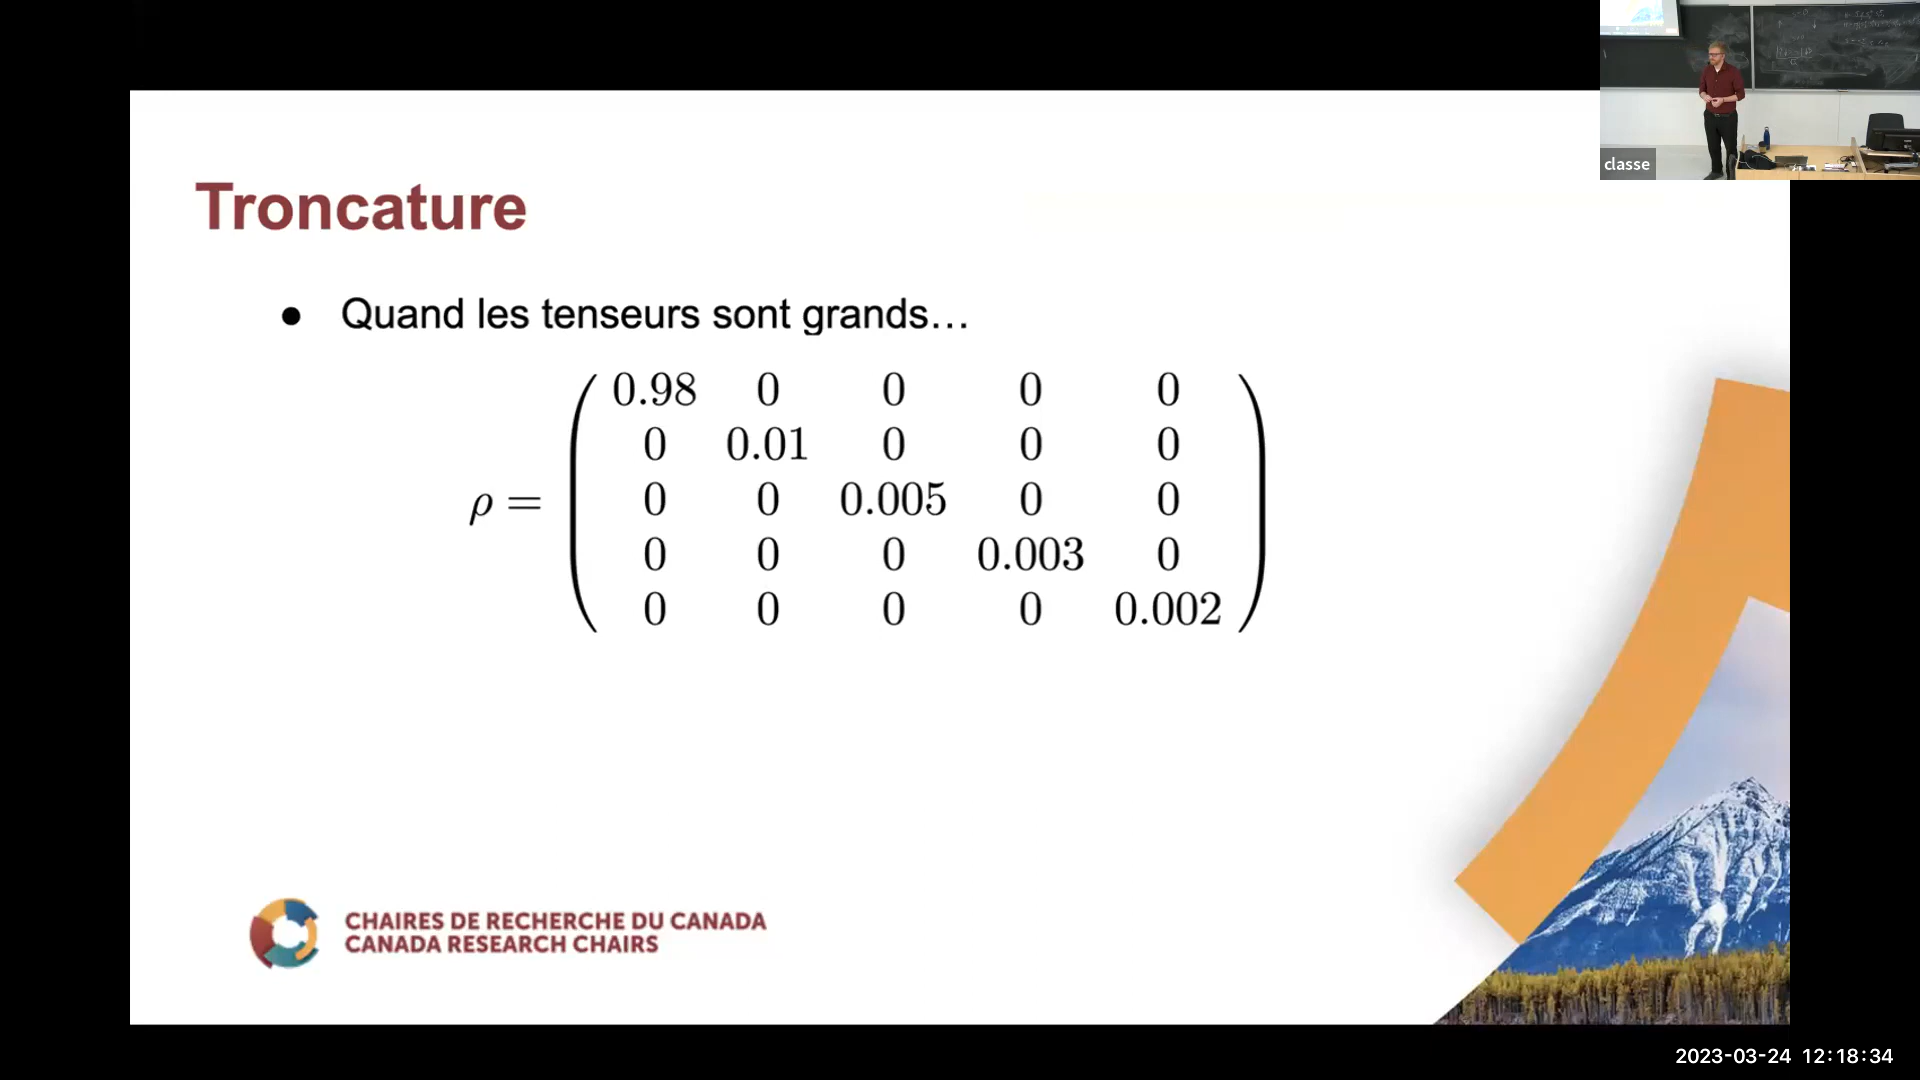 classe
Troncature
● Quand les tenseurs sont grands…
0.98 0 0 0 0
0 0.01 0 0 0
ρ = 0 0 0.005 0 0
0 0 0 0.003 0
0 0 0 0 0.002
CHAIRES DE RECHERCHE DU CANADA
CANADA RESEARCH CHAIRS
2023-03-24 12:18:34